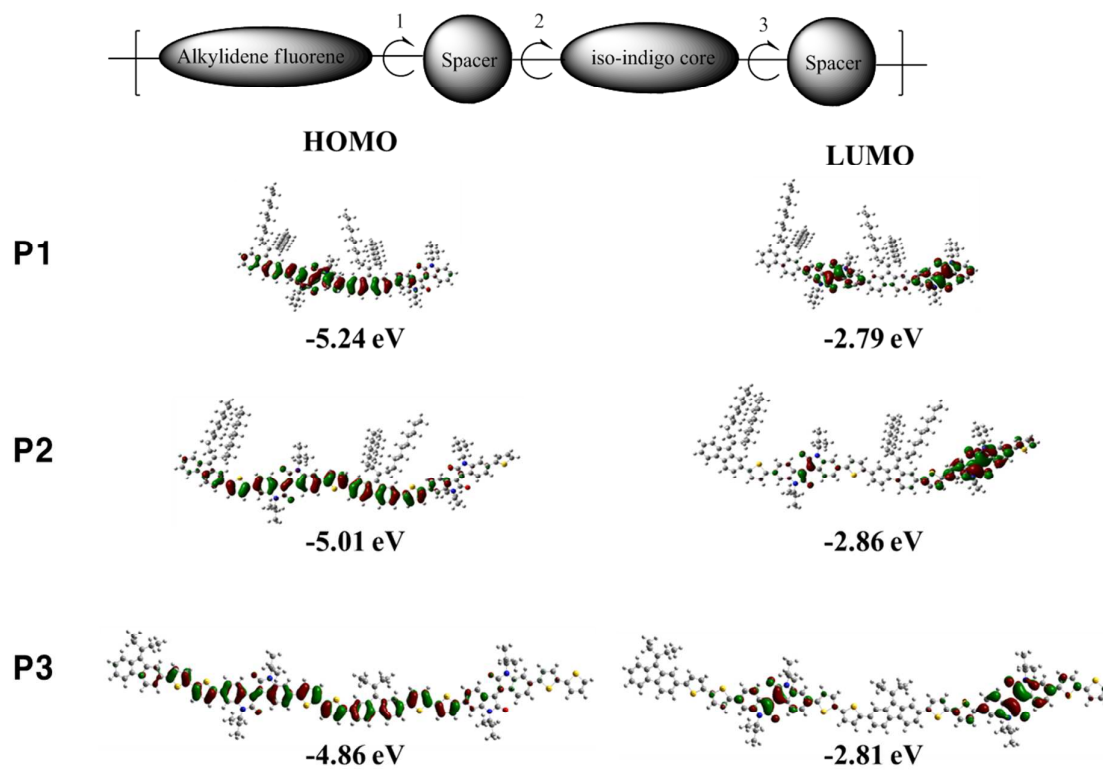 1 2 3
Alkylidene fluorene Spacer iso-indigo core Spacer
HOMO LUMO
P1
-5.24 eV -2.79 eV
P2
-5.01 eV -2.86 eV
P3
-4.86 eV -2.81 eV